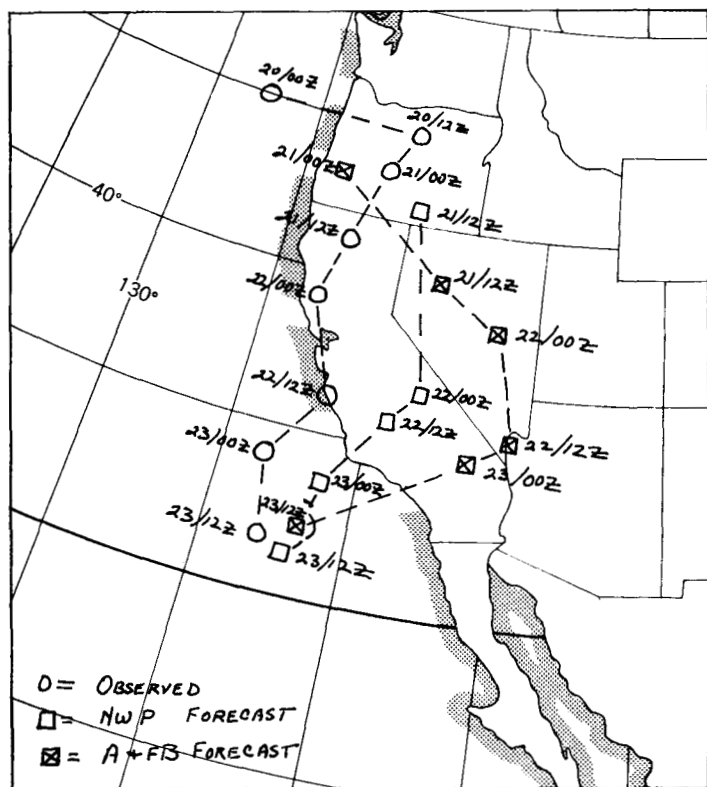 20/00Z
20/12Z
21/00Z
21/00Z
40°
21/12Z
21/12Z
130°
22/00Z
21/12Z
22/00Z
22/12Z
22/00Z
22/12Z
23/00Z
22/12Z
23/00Z
23/00Z
23/12Z
23/12Z
23/12Z
O = OBSERVED
□ = NWP FORECAST
⊠ = A+FB FORECAST